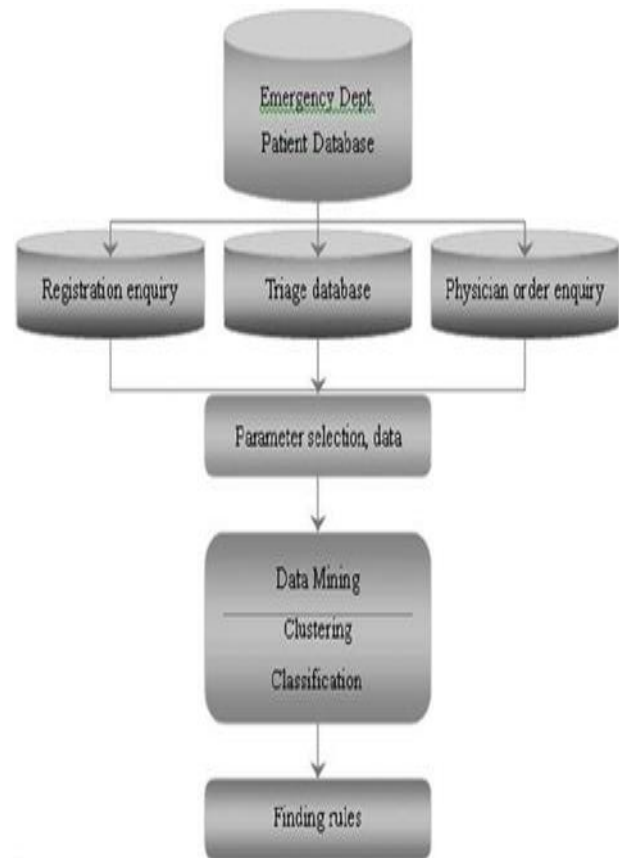 Emergency Dept.
Patient Database
Registration enquiry
Triage database
Physician order enquiry
Parameter selection, data
Data Mining
Clustering
Classification
Finding rules